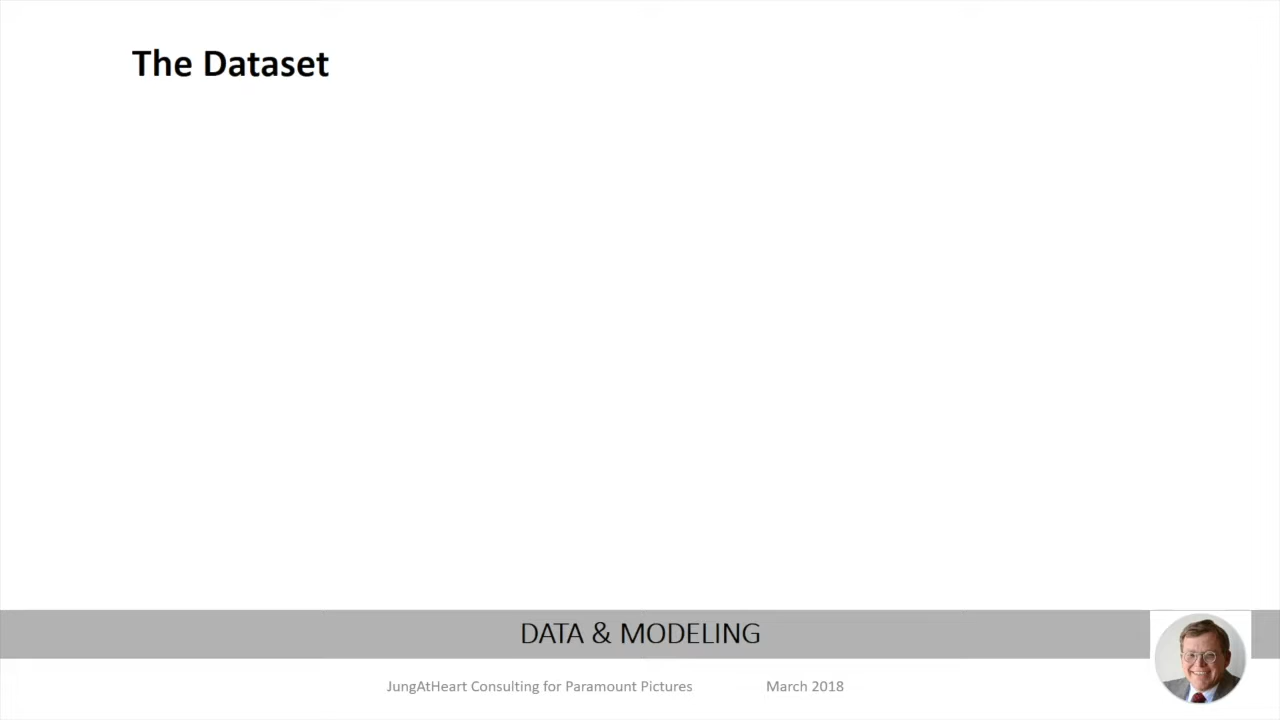 The Dataset
DATA & MODELING
JungAtHeart Consulting for Paramount Pictures March 2018